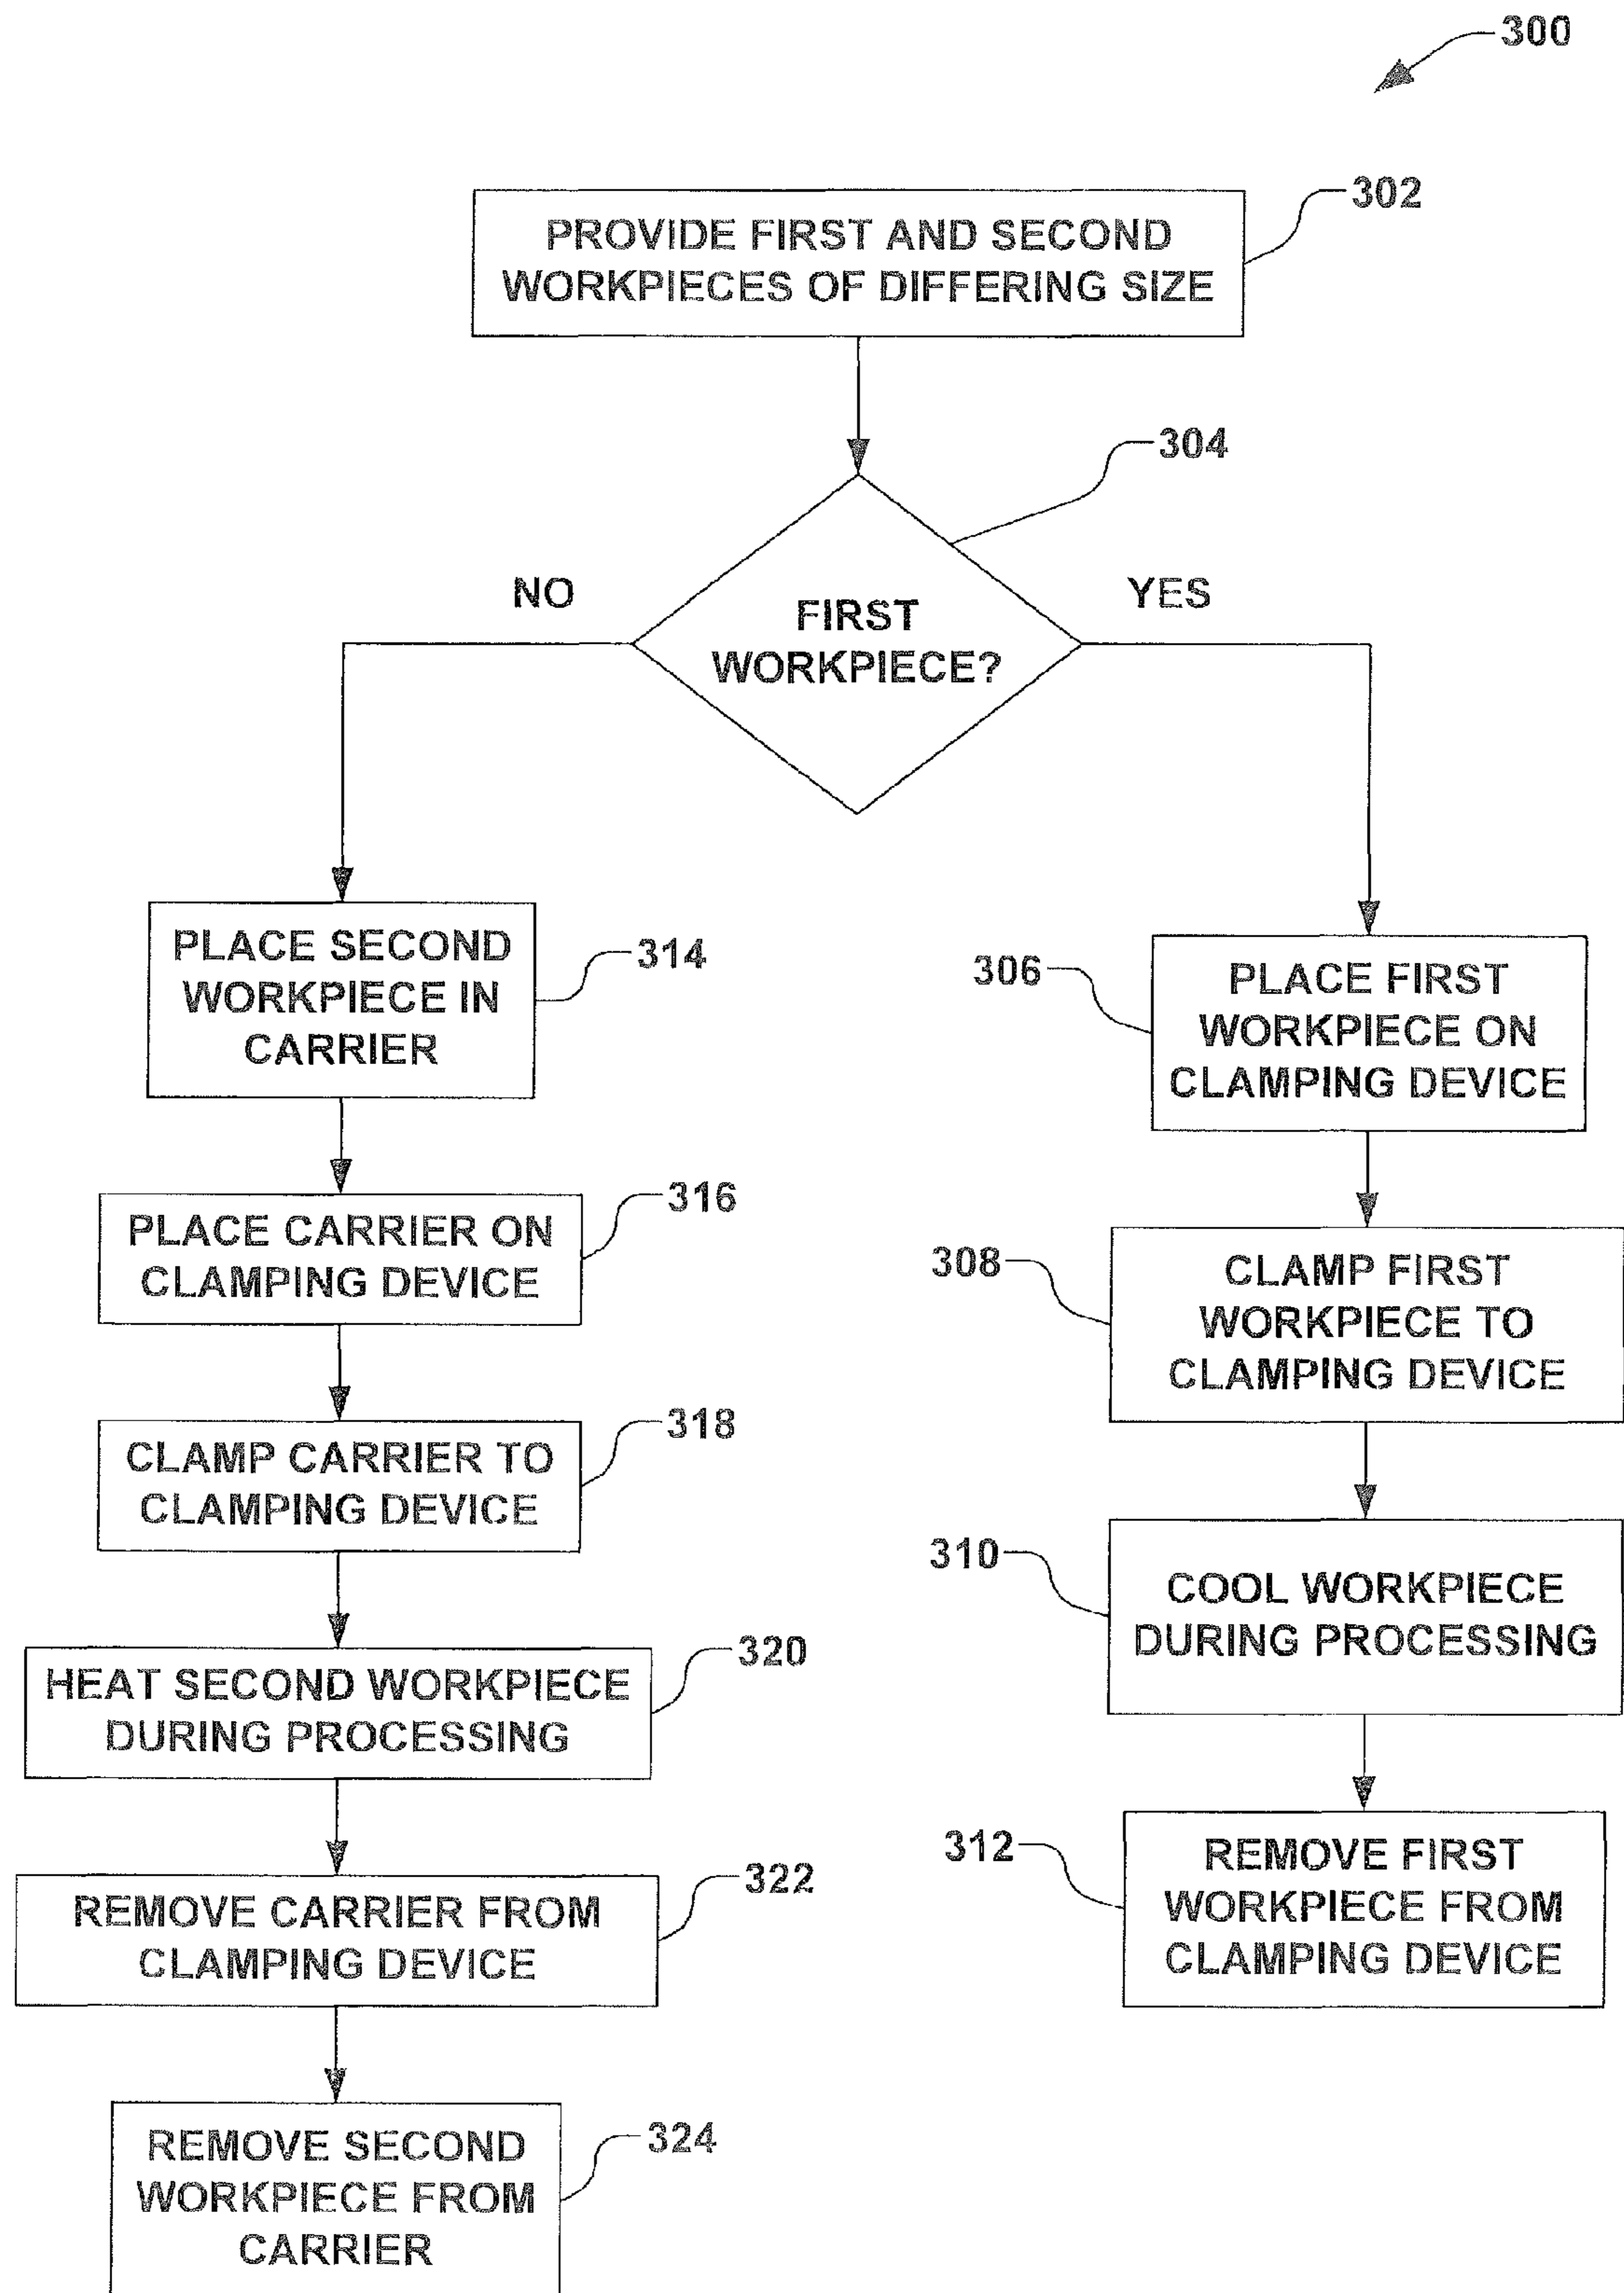 300
302
PROVIDE FIRST AND SECOND
WORKPIECES OF DIFFERING SIZE
304
NO
YES
FIRST
WORKPIECE?
PLACE SECOND
WORKPIECE IN
CARRIER
314
316
PLACE CARRIER ON
CLAMPING DEVICE
318
CLAMP CARRIER TO
CLAMPING DEVICE
320
HEAT SECOND WORKPIECE
DURING PROCESSING
322
REMOVE CARRIER FROM
CLAMPING DEVICE
324
REMOVE SECOND
WORKPIECE FROM
CARRIER
306
PLACE FIRST
WORKPIECE ON
CLAMPING DEVICE
308
CLAMP FIRST
WORKPIECE TO
CLAMPING DEVICE
310
COOL WORKPIECE
DURING PROCESSING
312
REMOVE FIRST
WORKPIECE FROM
CLAMPING DEVICE